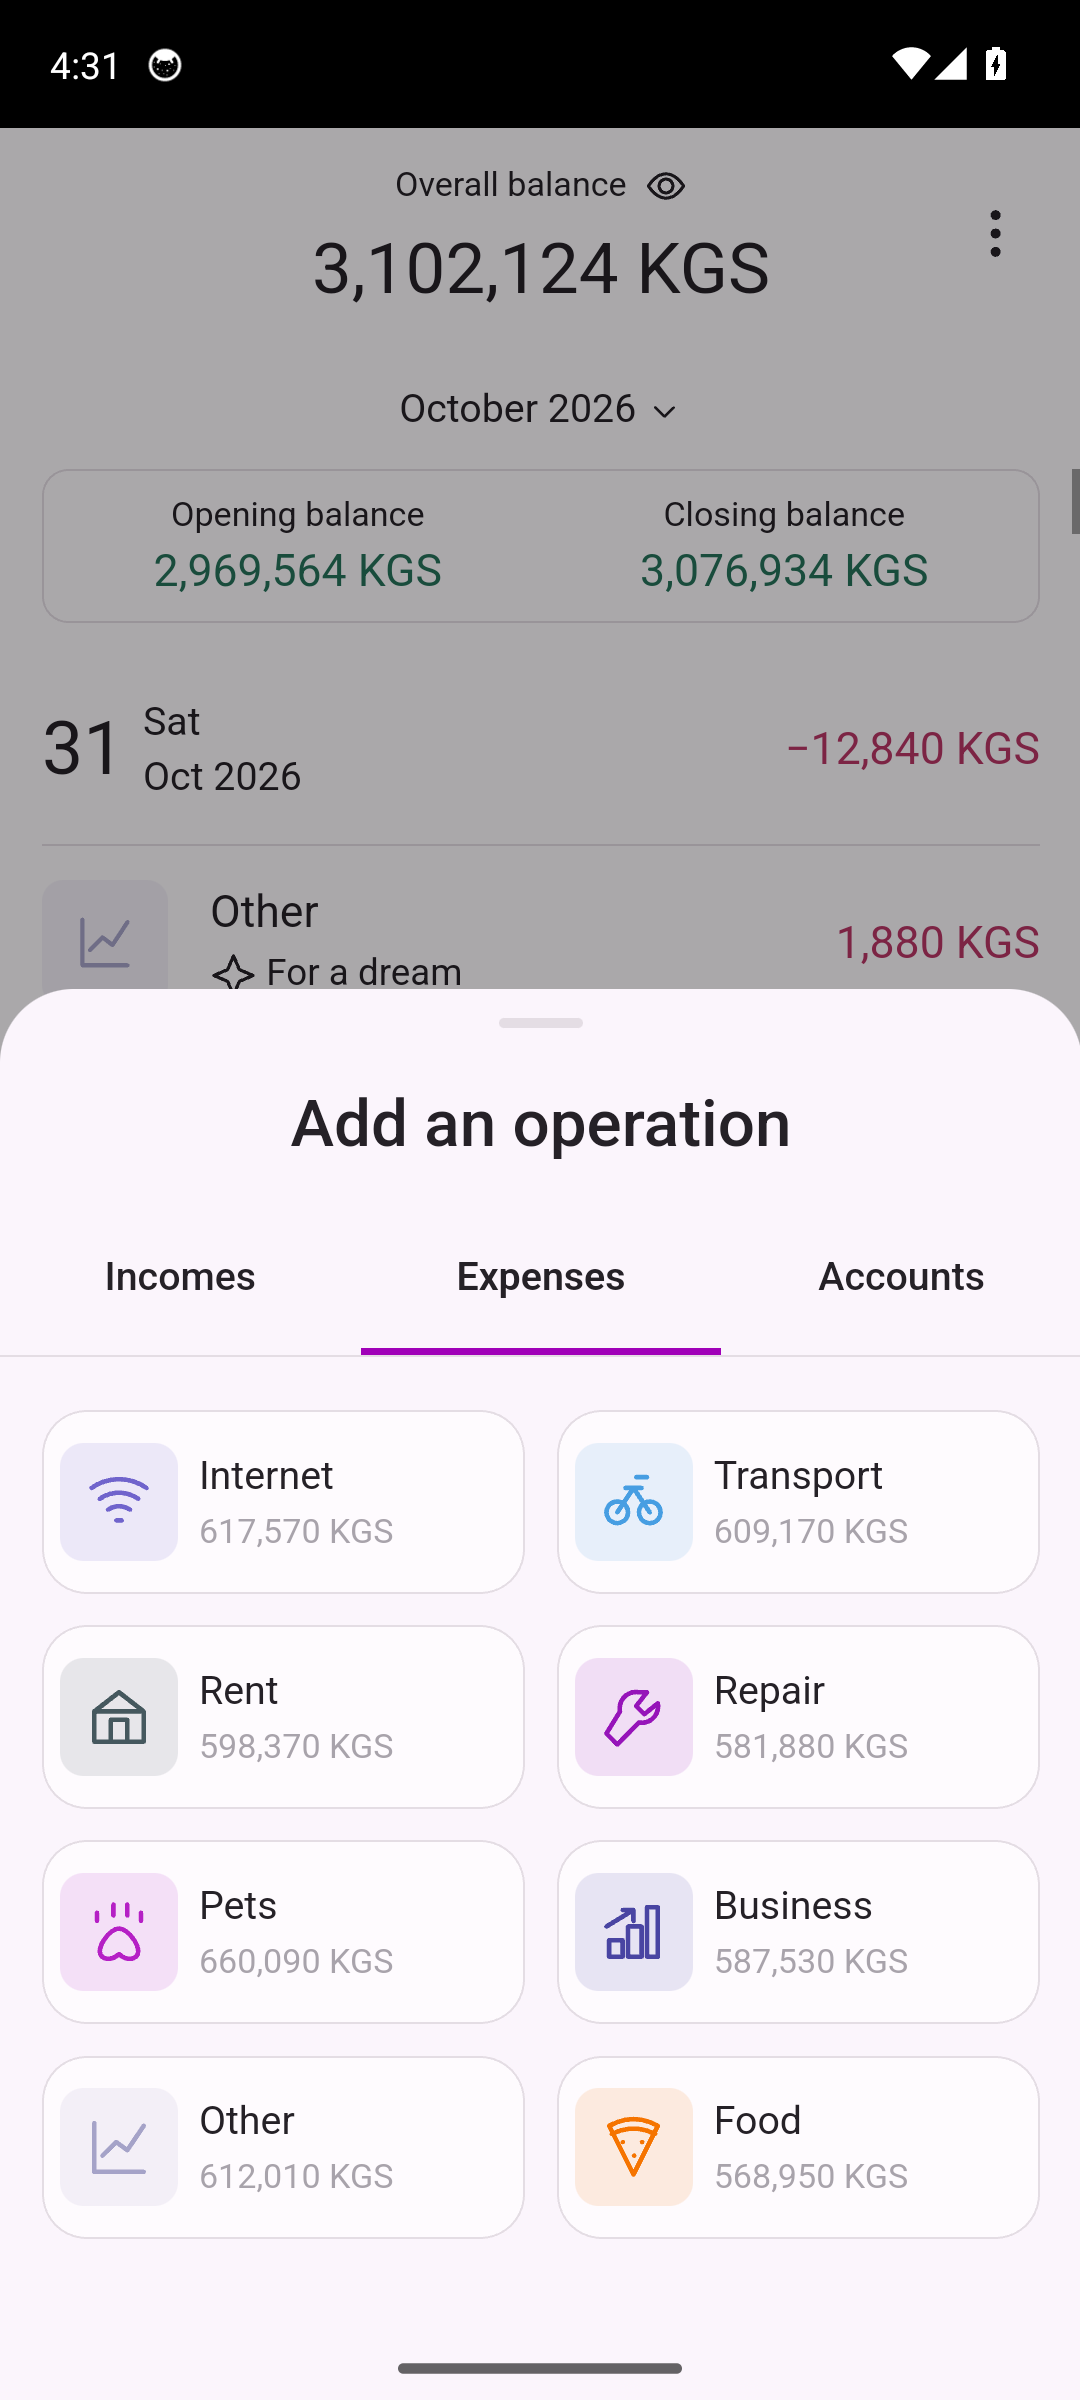 4:31
Overall balance
3,102,124 KGS
October 2026
Opening balance
Closing balance
2,969,564 KGS
3,076,934 KGS
31
Sat
Oct 2026
−12,840 KGS
Other
For a dream
1,880 KGS
Add an operation
Incomes
Expenses
Accounts
Internet
617,570 KGS
Transport
609,170 KGS
Rent
598,370 KGS
Repair
581,880 KGS
Pets
660,090 KGS
Business
587,530 KGS
Other
612,010 KGS
Food
568,950 KGS